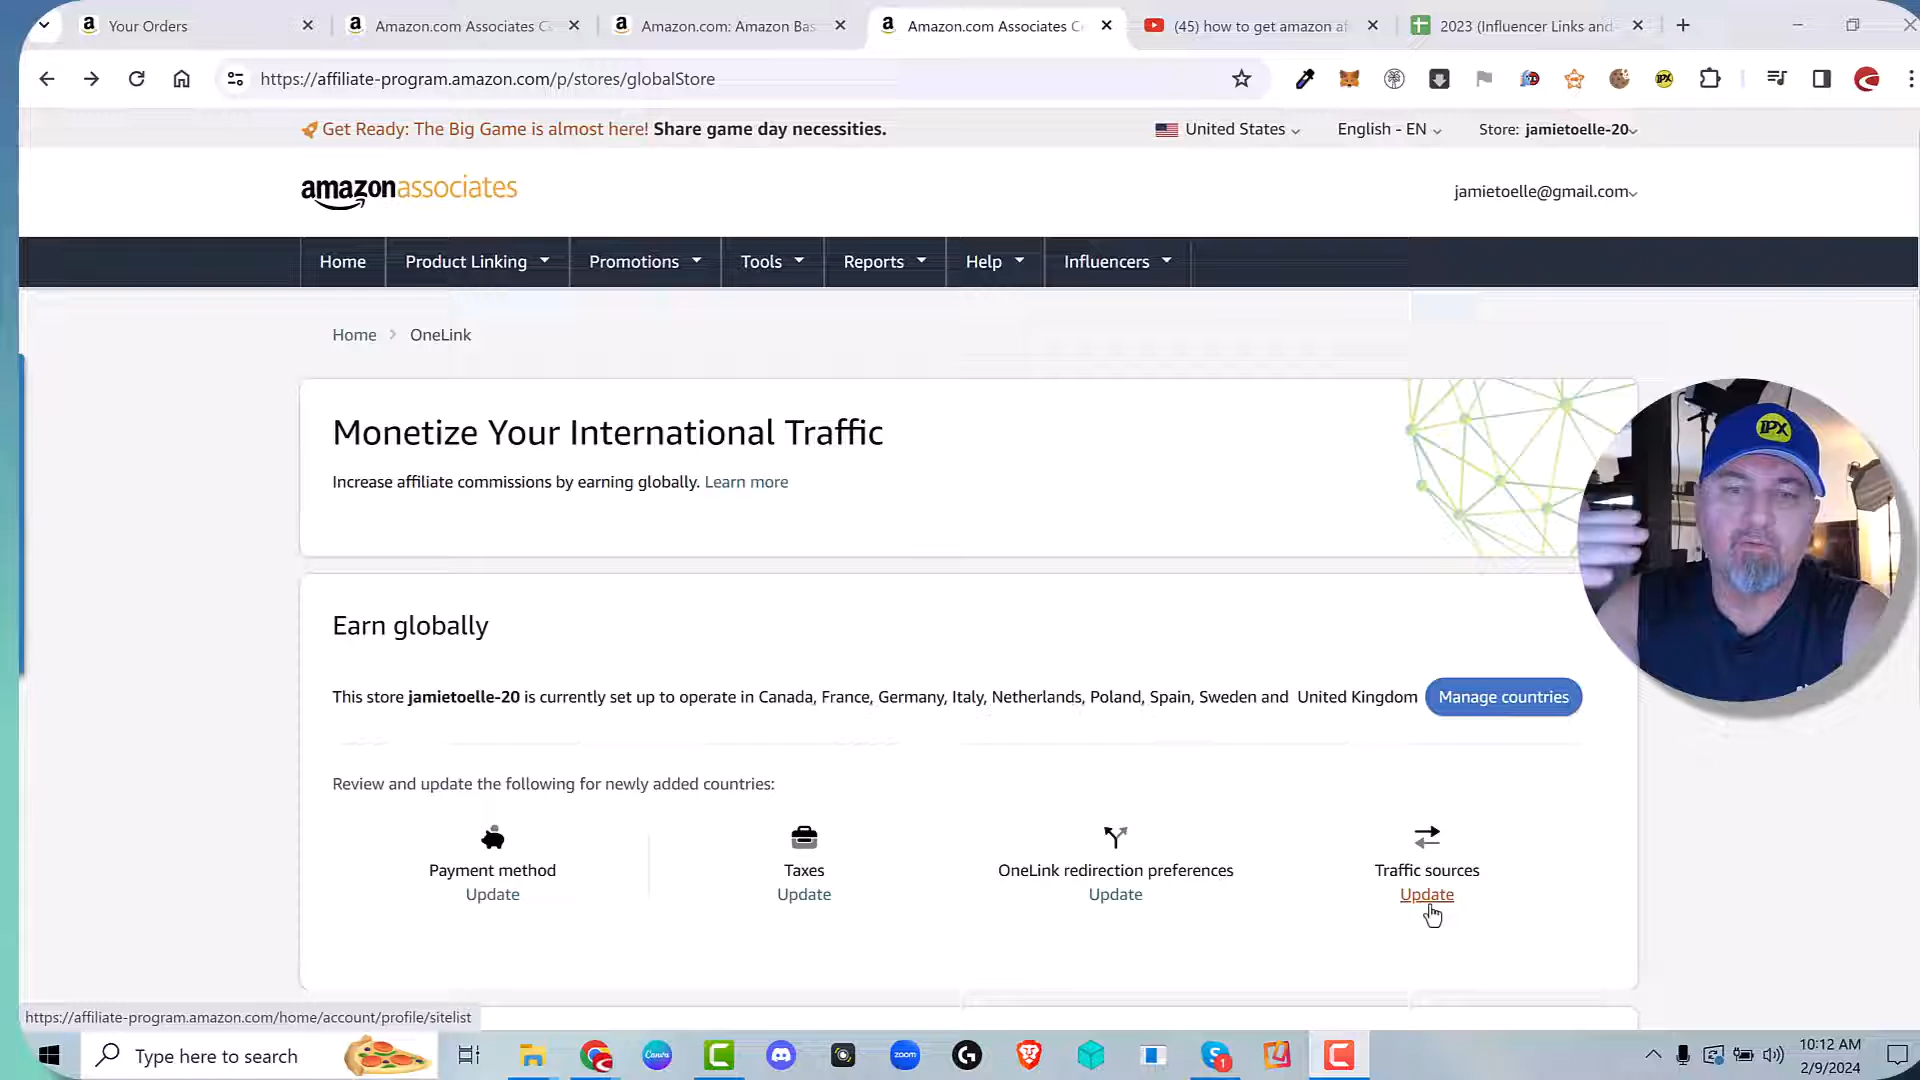 Your Orders
Amazon.com Associates Ce
Amazon.com: Amazon Bas
Amazon.com Associates Ce
(45) how to get amazon af
2023 (Influencer Links and
https://affiliate-program.amazon.com/p/stores/globalStore
IPX
Get Ready: The Big Game is almost here! Share game day necessities.
United States
English - EN
Store: jamietoelle-20
amazonassociates
jamietoelle@gmail.com
Home
Product Linking
Promotions
Tools
Reports
Help
Influencers
Home > OneLink
Monetize Your International Traffic
Increase affiliate commissions by earning globally. Learn more
IPX
Earn globally
This store jamietoelle-20 is currently set up to operate in Canada, France, Germany, Italy, Netherlands, Poland, Spain, Sweden and United Kingdom
Manage countries
Review and update the following for newly added countries:
Payment method
Update
Taxes
Update
OneLink redirection preferences
Update
Traffic sources
Update
https://affiliate-program.amazon.com/home/account/profile/sitelist
Type here to search
Canva
zoom
1
10:12 AM
2/9/2024